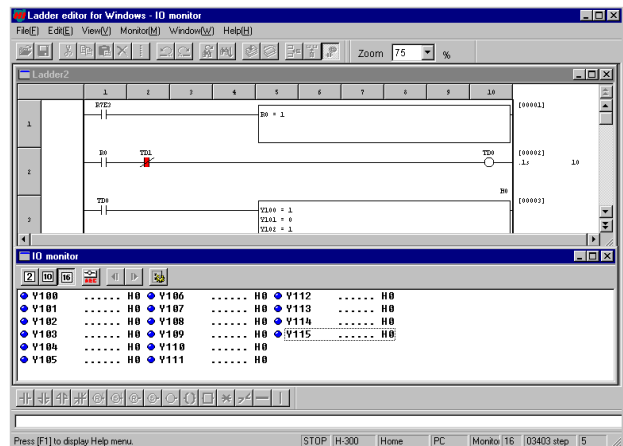 Ladder editor for Windows - IO monitor
File(F) Edit(E) View(V) Monitor(M) Window(W) Help(H)
Zoom 75 %
Ladder2
1 2 3 4 5 6 7 8 9 10
R7E3 [00001]
1 R0 = 1
R0 TD1 TD0 [00002]
2 .1s 10
H0
TD0 [00003]
3 Y100 = 1
Y101 = 0
Y102 = 1
IO monitor
2 10 16
Y100 ...... H0 Y106 ...... H0 Y112 ...... H0
Y101 ...... H0 Y107 ...... H0 Y113 ...... H0
Y102 ...... H0 Y108 ...... H0 Y114 ...... H0
Y103 ...... H0 Y109 ...... H0 Y115 ...... H0
Y104 ...... H0 Y110 ...... H0
Y105 ...... H0 Y111 ...... H0
Press [F1] to display Help menu. STOP H-300 Home PC Monitor 16 03403 step 5